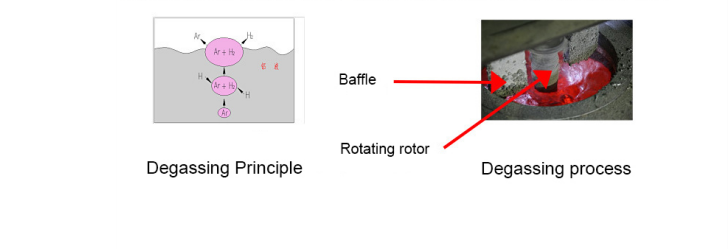 Ar
H₂
Ar + H₂
H
Ar + H₂
H
Ar
Baffle
Rotating rotor
Degassing Principle
Degassing process